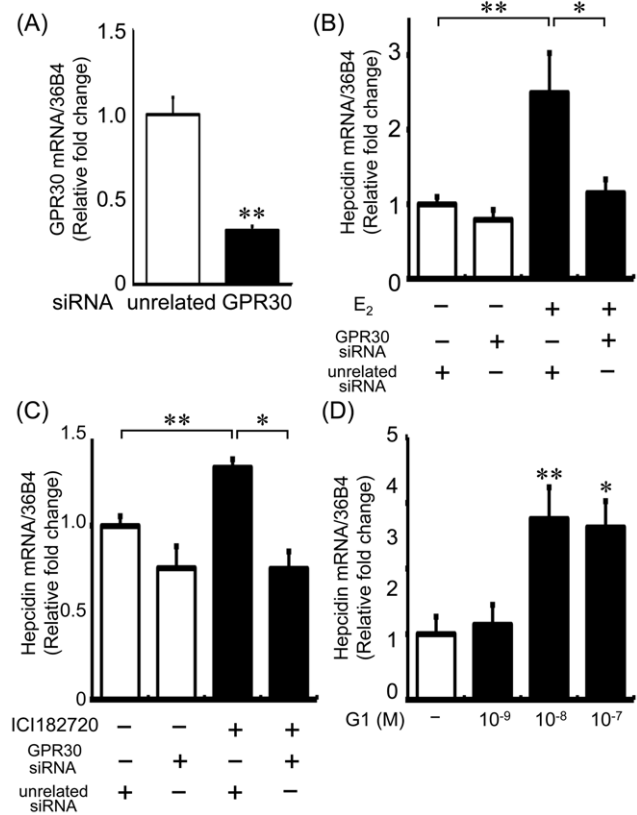 (A)
GPR30 mRNA/36B4
(Relative fold change)
1.5
1.0
0.5
0
**
siRNA unrelated GPR30
(B)
Hepcidin mRNA/36B4
(Relative fold change)
3
2
1
0
** *
E2 − − + +
GPR30
siRNA − + − +
unrelated
siRNA + − + −
(C)
Hepcidin mRNA/36B4
(Relative fold change)
1.5
1.0
0.5
0
** *
ICI182720 − − + +
GPR30
siRNA − + − +
unrelated
siRNA + − + −
(D)
Hepcidin mRNA/36B4
(Relative fold change)
5
4
3
2
1
0
** *
G1 (M) − 10-9 10-8 10-7